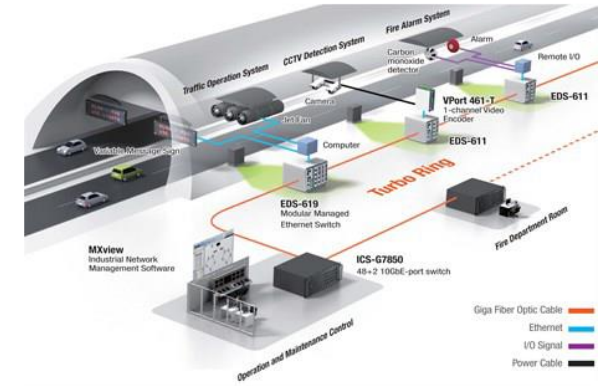 Fire Alarm System
CCTV Detection System
Traffic Operation System
Alarm
Carbon
monoxide
detector
Remote I/O
EDS-611
Camera
VPort 461-T
1-channel Video
Encoder
EDS-611
Jet Fan
Variable Message Sign
Computer
Turbo Ring
EDS-619
Modular Managed
Ethernet Switch
Fire Department Room
MXview
Industrial Network
Management Software
ICS-G7850
48+2 10GbE-port switch
Operation and Maintenance Control
Giga Fiber Optic Cable
Ethernet
I/O Signal
Power Cable